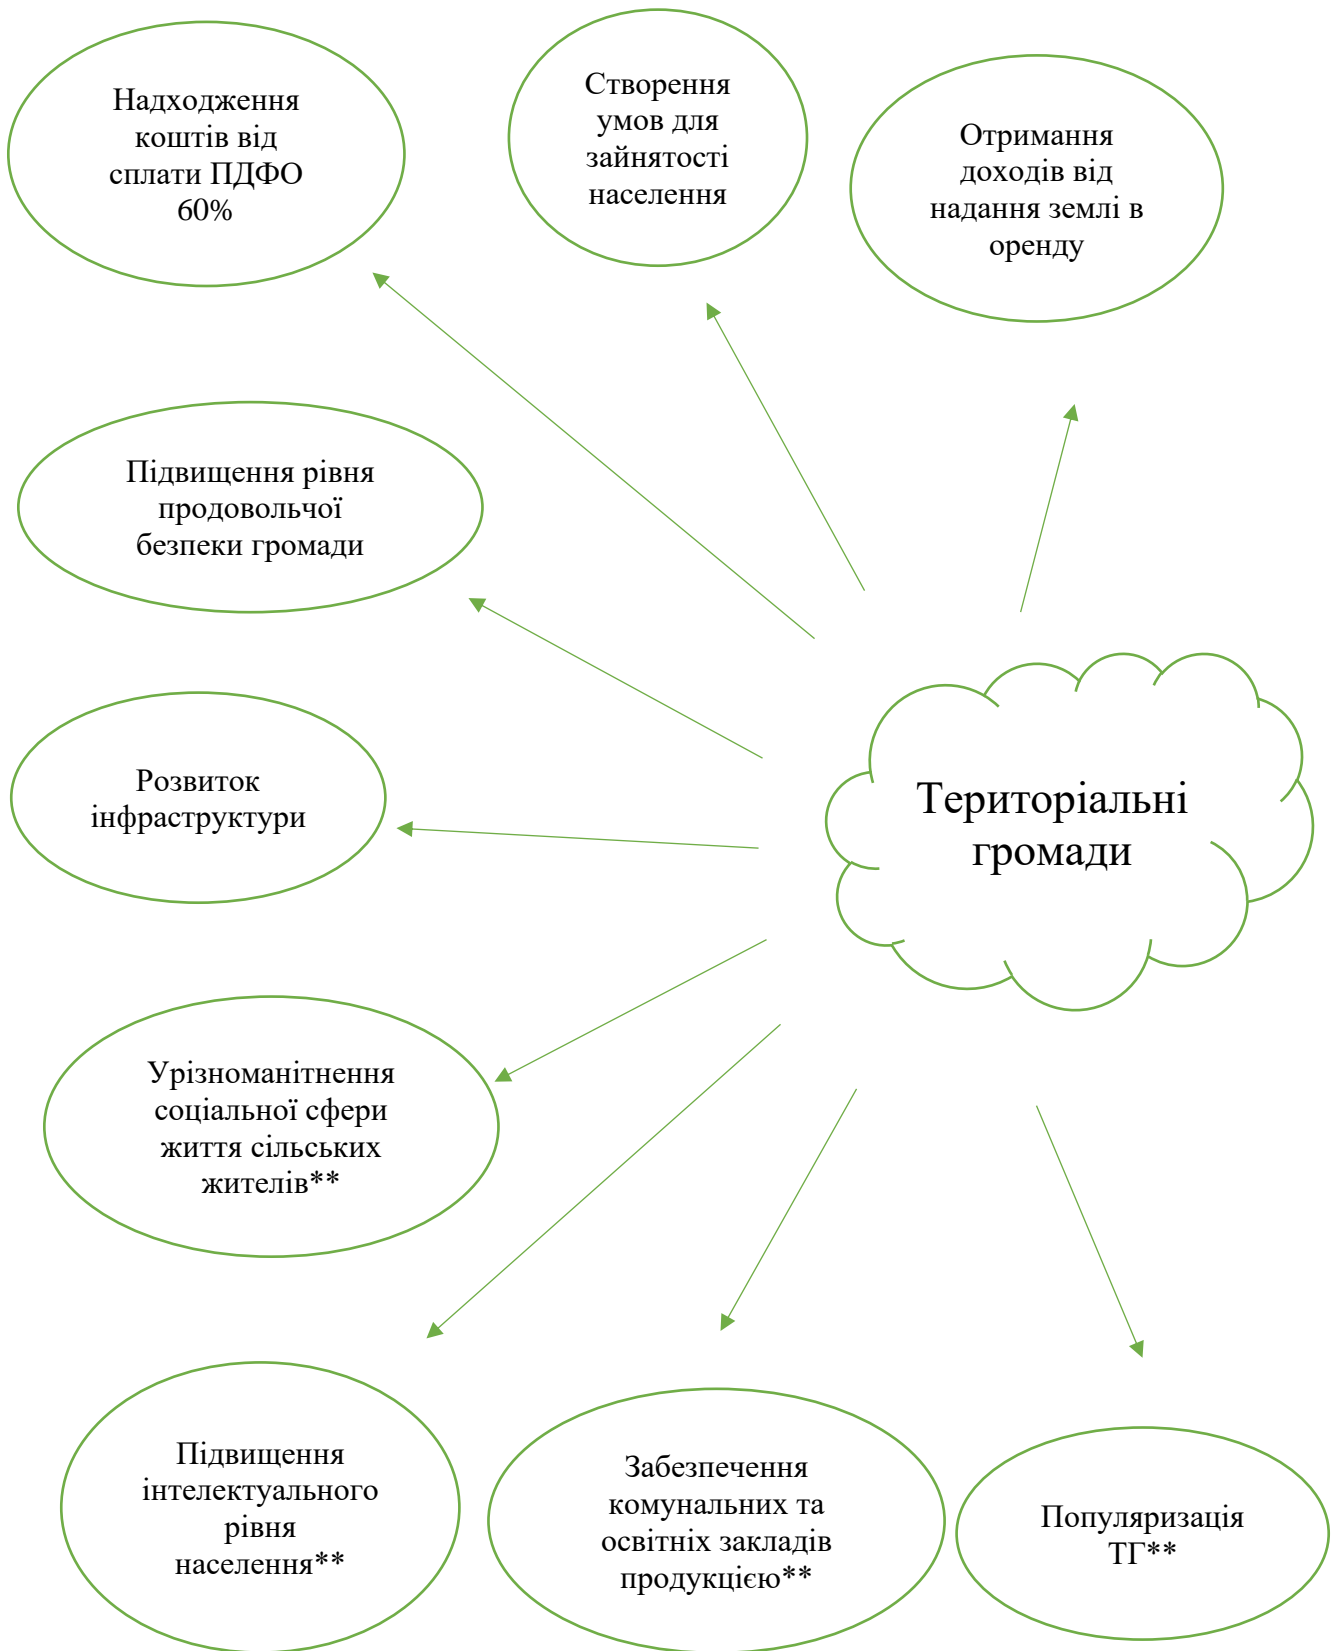 Надходження
коштів від
сплати ПДФО
60%
Створення
умов для
зайнятості
населення
Отримання
доходів від
надання землі в
оренду
Підвищення рівня
продовольчої
безпеки громади
Розвиток
інфраструктури
Територіальні
громади
Урізноманітнення
соціальної сфери
життя сільських
жителів**
Підвищення
інтелектуального
рівня
населення**
Забезпечення
комунальних та
освітніх закладів
продукцією**
Популяризація
ТГ**